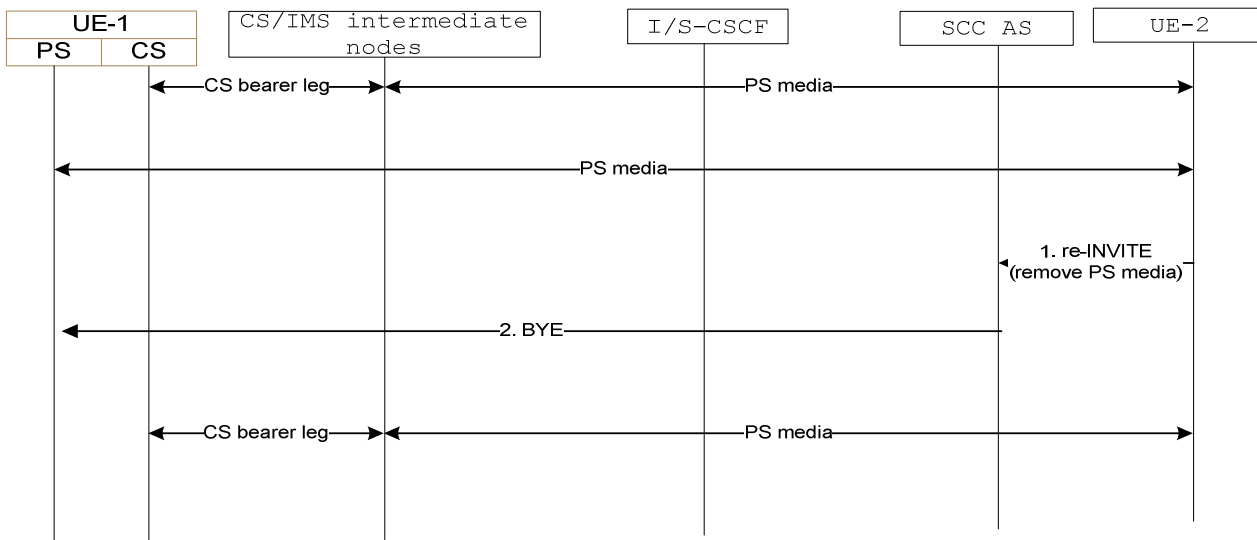 UE-1
PS
CS
CS/IMS intermediate
nodes
I/S-CSCF
SCC AS
UE-2
CS bearer leg
PS media
PS media
1. re-INVITE
(remove PS media)
2. BYE
CS bearer leg
PS media